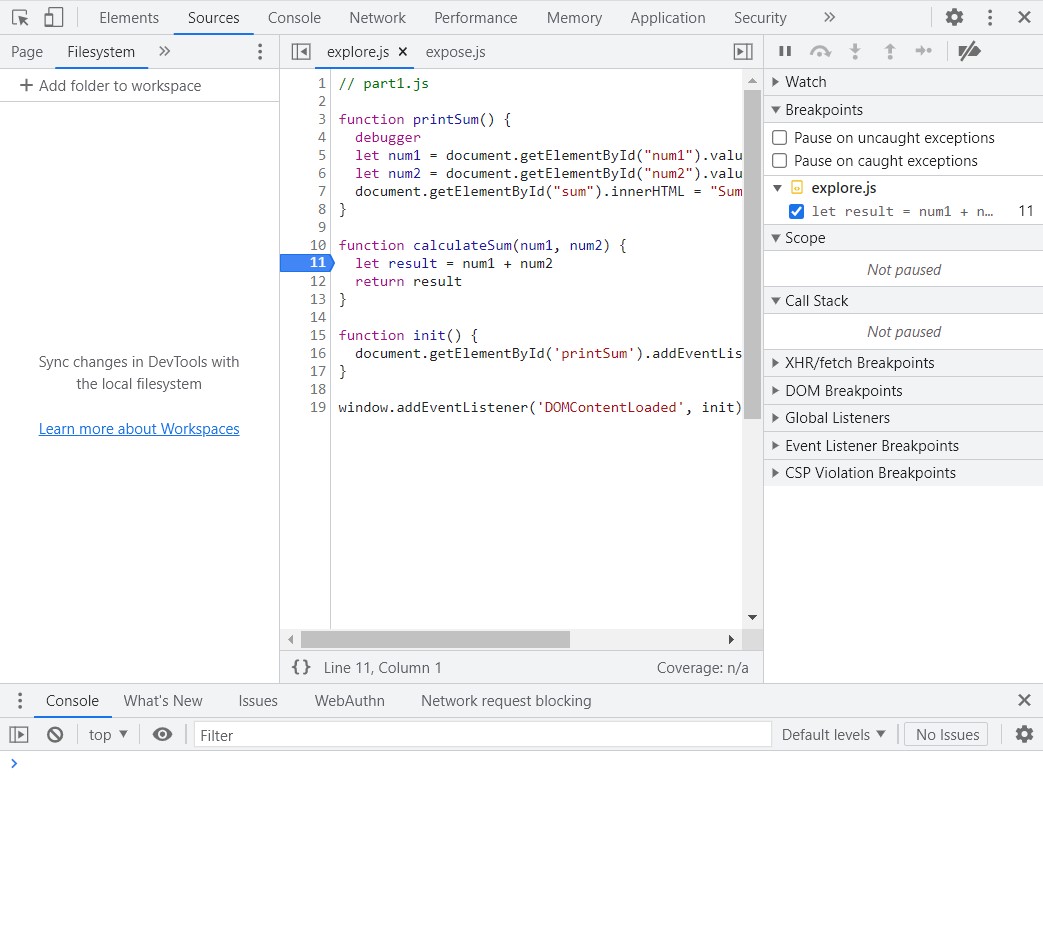 Elements Sources Console Network Performance Memory Application Security
Page Filesystem
explore.js
expose.js
Add folder to workspace
Sync changes in DevTools with
the local filesystem
Learn more about Workspaces
1 // part1.js
2
3 function printSum() {
4 debugger
5 let num1 = document.getElementById("num1").valu
6 let num2 = document.getElementById("num2").valu
7 document.getElementById("sum").innerHTML = "Sum
8 }
9
10 function calculateSum(num1, num2) {
11 let result = num1 + num2
12 return result
13 }
14
15 function init() {
16 document.getElementById('printSum').addEventLis
17 }
18
19 window.addEventListener('DOMContentLoaded', init)
{} Line 11, Column 1 Coverage: n/a
Watch
Breakpoints
Pause on uncaught exceptions
Pause on caught exceptions
explore.js
let result = num1 + n… 11
Scope
Not paused
Call Stack
Not paused
XHR/fetch Breakpoints
DOM Breakpoints
Global Listeners
Event Listener Breakpoints
CSP Violation Breakpoints
Console What's New Issues WebAuthn Network request blocking
top Filter Default levels No Issues